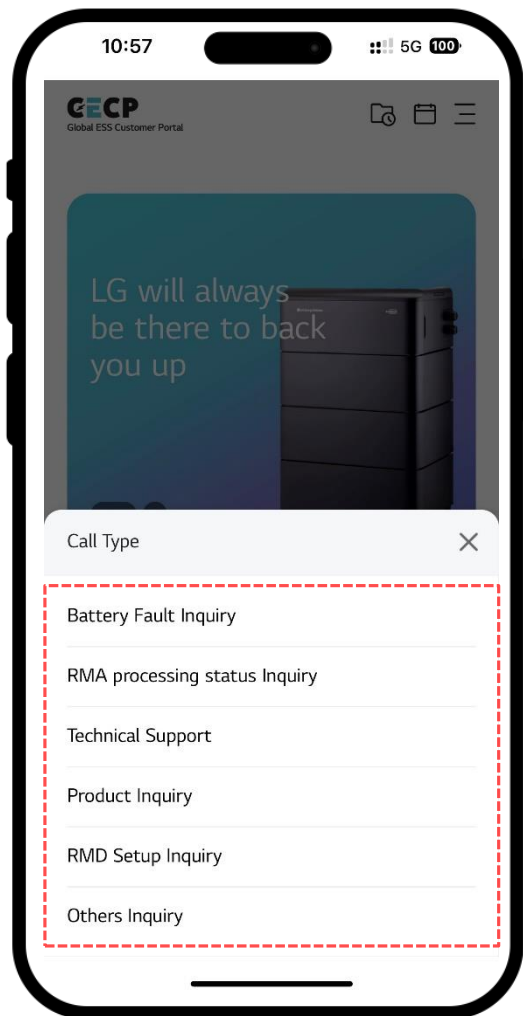 10:57
5G 100
GECP
Global ESS Customer Portal
LG will always
be there to back
you up
Call Type
Battery Fault Inquiry
RMA processing status Inquiry
Technical Support
Product Inquiry
RMD Setup Inquiry
Others Inquiry